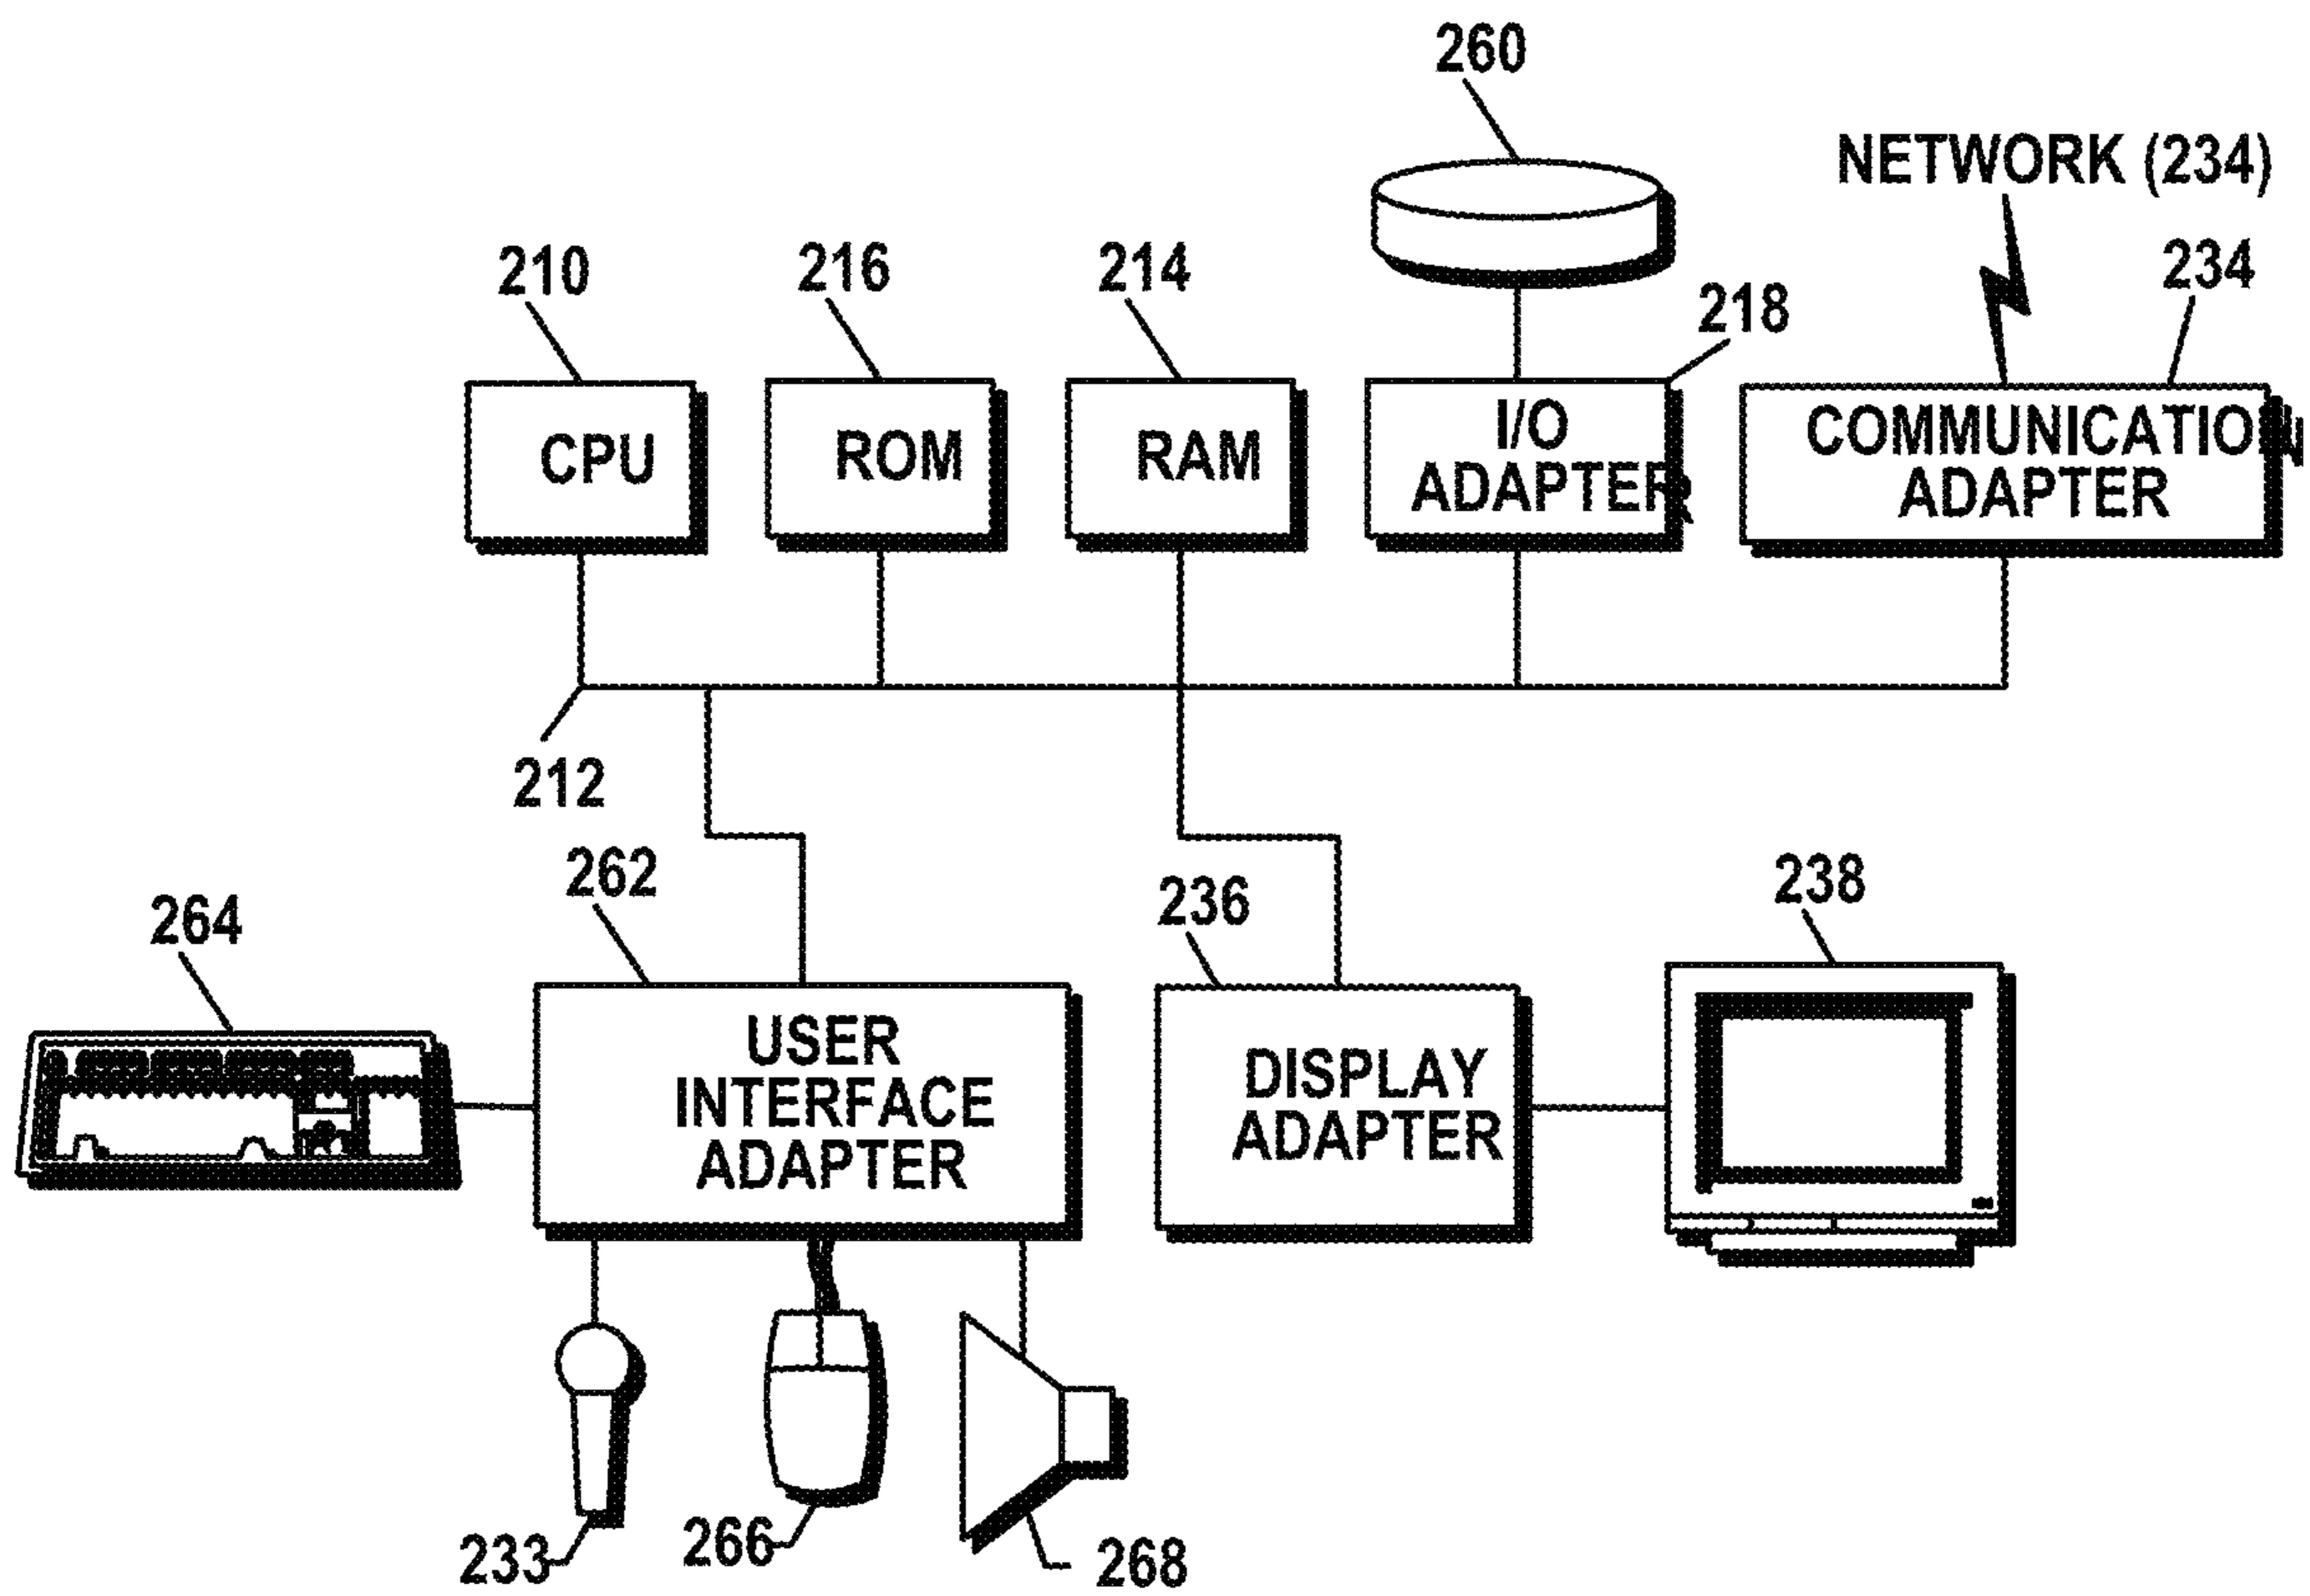 260
NETWORK (234)
210
216
214
218
234
CPU
ROM
RAM
I/O
ADAPTER
COMMUNICATION
ADAPTER
212
262
236
238
264
USER
INTERFACE
ADAPTER
DISPLAY
ADAPTER
233
266
268